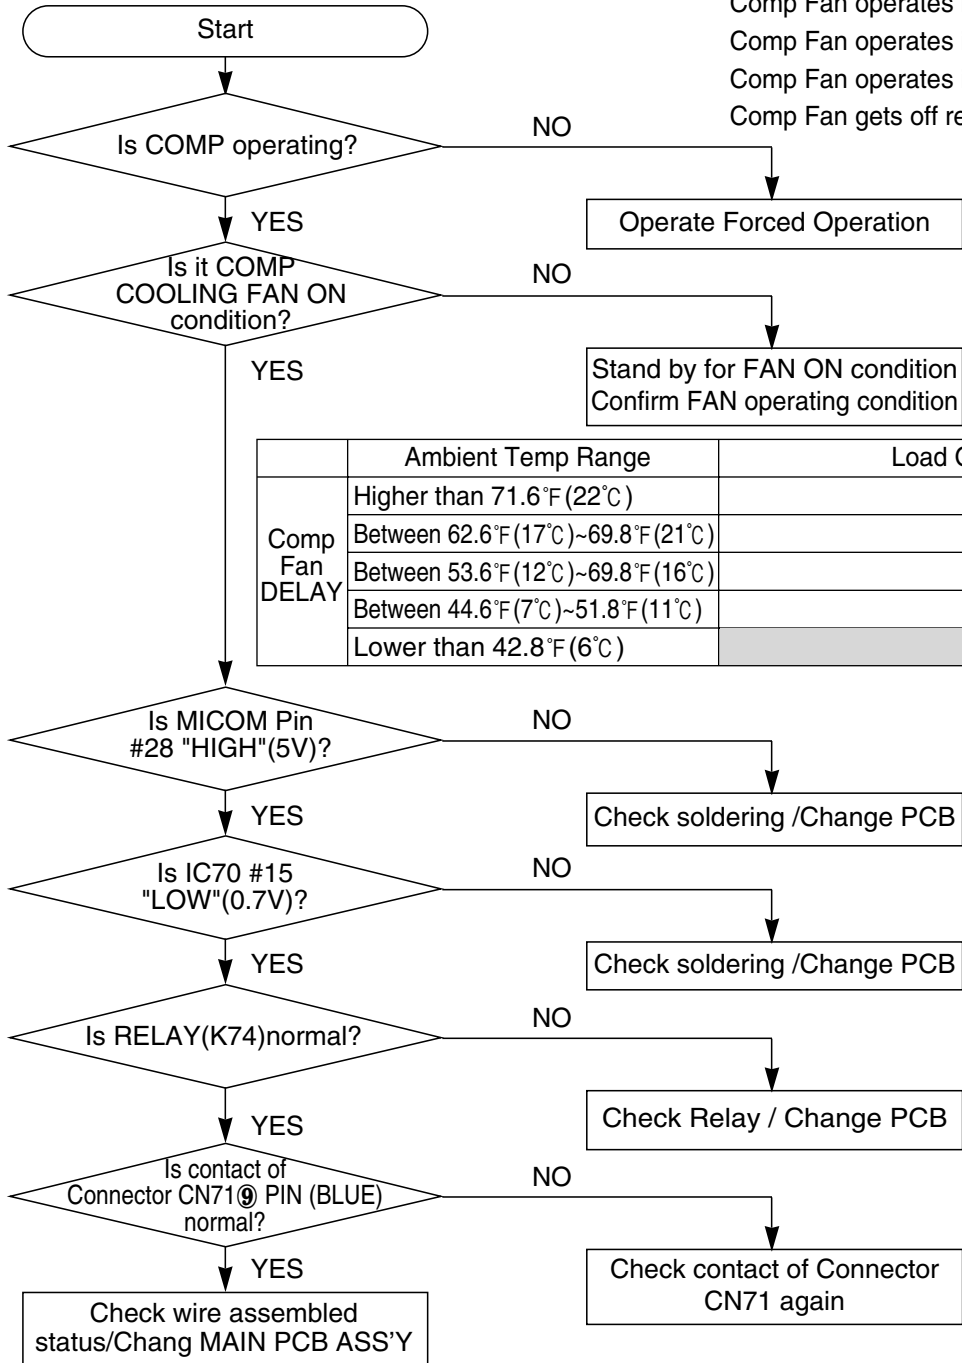 Comp Fan operates
Comp Fan operates
Comp Fan operates
Comp Fan gets off
Start
Is COMP operating?
NO
Operate Forced Operation
YES
Is it COMP
COOLING FAN ON
condition?
NO
Stand by for FAN ON condition
Confirm FAN operating condition
YES
Ambient Temp Range
Load
Comp
Fan
DELAY
Higher than 71.6°F(22°C)
Between 62.6°F(17°C)~69.8°F(21°C)
Between 53.6°F(12°C)~69.8°F(16°C)
Between 44.6°F(7°C)~51.8°F(11°C)
Lower than 42.8°F(6°C)
Is MICOM Pin
#28 "HIGH"(5V)?
NO
Check soldering /Change PCB
YES
Is IC70 #15
"LOW"(0.7V)?
NO
Check soldering /Change PCB
YES
Is RELAY(K74)normal?
NO
Check Relay / Change PCB
YES
Is contact of
Connector CN71⑨ PIN (BLUE)
normal?
NO
Check contact of Connector
CN71 again
YES
Check wire assembled
status/Chang MAIN PCB ASS'Y